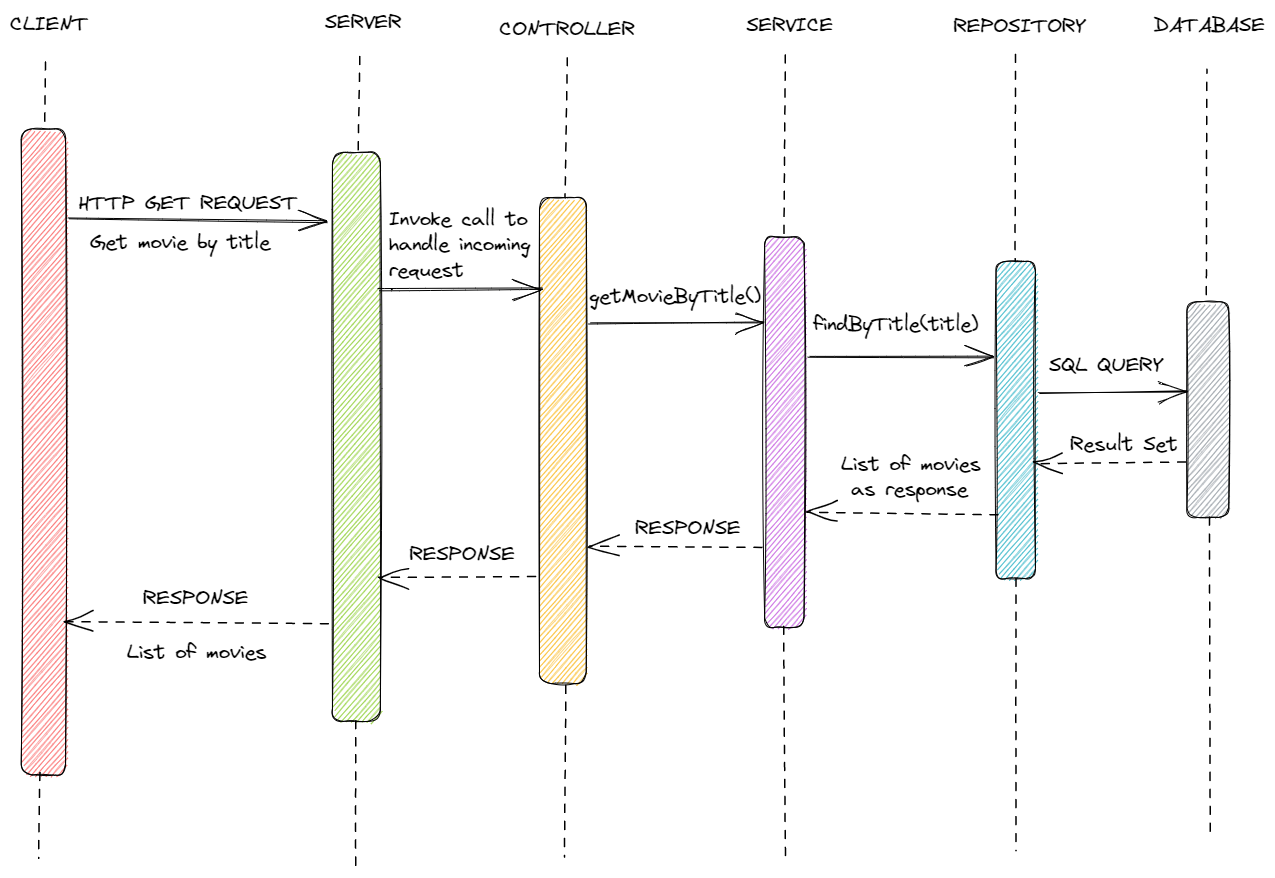 CLIENT
SERVER
CONTROLLER
SERVICE
REPOSITORY
DATABASE
HTTP GET REQUEST
Get movie by title
Invoke call to
handle incoming
request
getMovieByTitle()
findByTitle(title)
SQL QUERY
Result Set
List of movies
as response
RESPONSE
RESPONSE
RESPONSE
List of movies